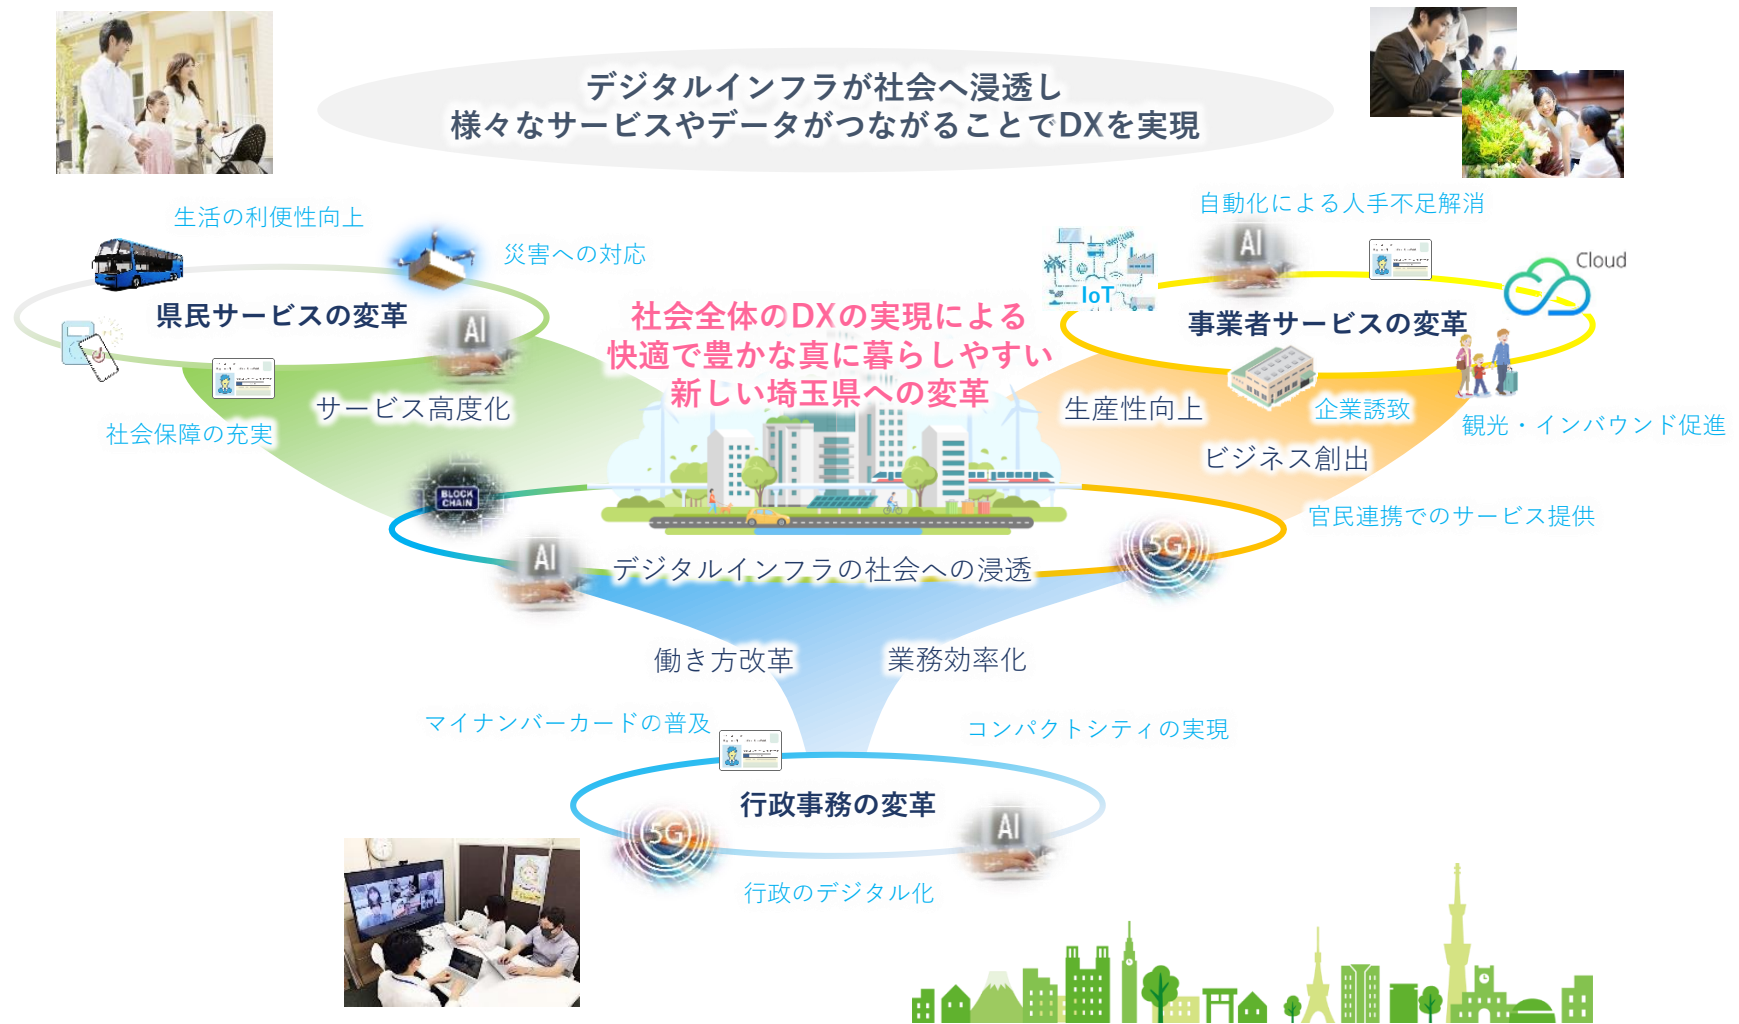 デジタルインフラが社会へ浸透し
様々なサービスやデータがつながることでDXを実現
生活の利便性向上
災害への対応
県民サービスの変革
AI
社会保障の充実
サービス高度化
社会全体のDXの実現による
快適で豊かな真に暮らしやすい
新しい埼玉県への変革
自動化による人手不足解消
AI
IoT
Cloud
事業者サービスの変革
生産性向上
企業誘致
観光・インバウンド促進
ビジネス創出
官民連携でのサービス提供
BLOCK
CHAIN
AI
5G
デジタルインフラの社会への浸透
働き方改革
業務効率化
マイナンバーカードの普及
コンパクトシティの実現
行政事務の変革
5G
AI
行政のデジタル化